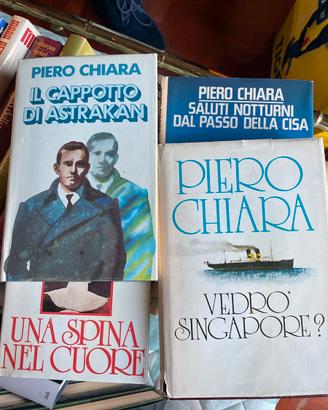 PIERO CHIARA
IL CAPPOTTO
DI ASTRAKAN
PIERO CHIARA
SALUTI NOTTURNI
DAL PASSO DELLA CISA
PIERO
CHIARA
VEDRO'
SINGAPORE?
UNA SPINA
NEL CUORE